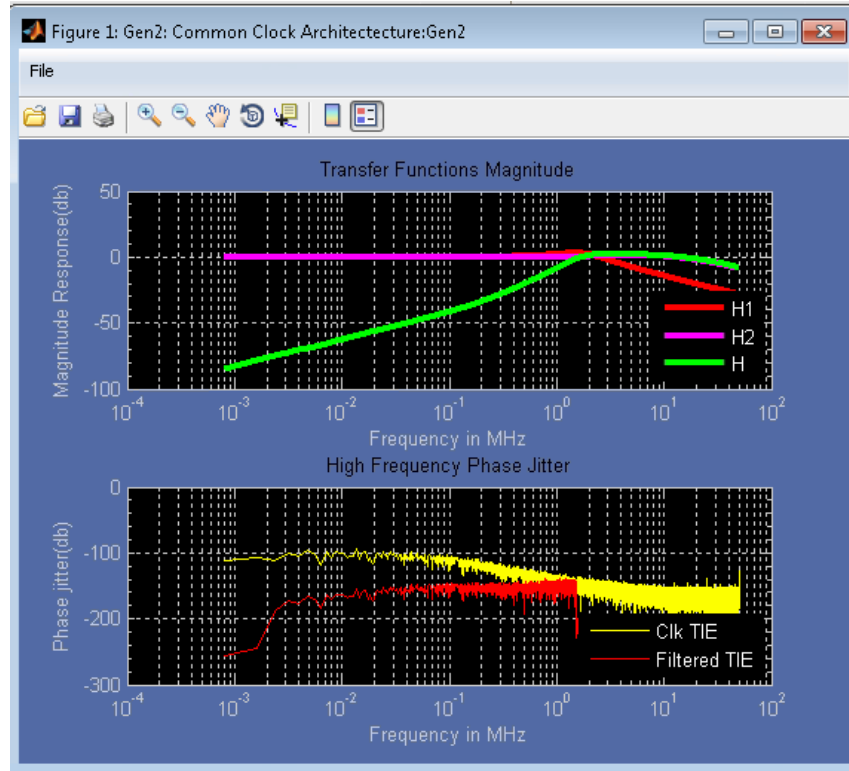 Figure 1: Gen2: Common Clock Architectecture:Gen2
File
Transfer Functions Magnitude
Magnitude Response(db)
50
0
-50
-100
H1
H2
H
10^-4
10^-3
10^-2
10^-1
10^0
10^1
10^2
Frequency in MHz
High Frequency Phase Jitter
Phase jitter(db)
0
-100
-200
-300
Clk TIE
Filtered TIE
10^-4
10^-3
10^-2
10^-1
10^0
10^1
10^2
Frequency in MHz